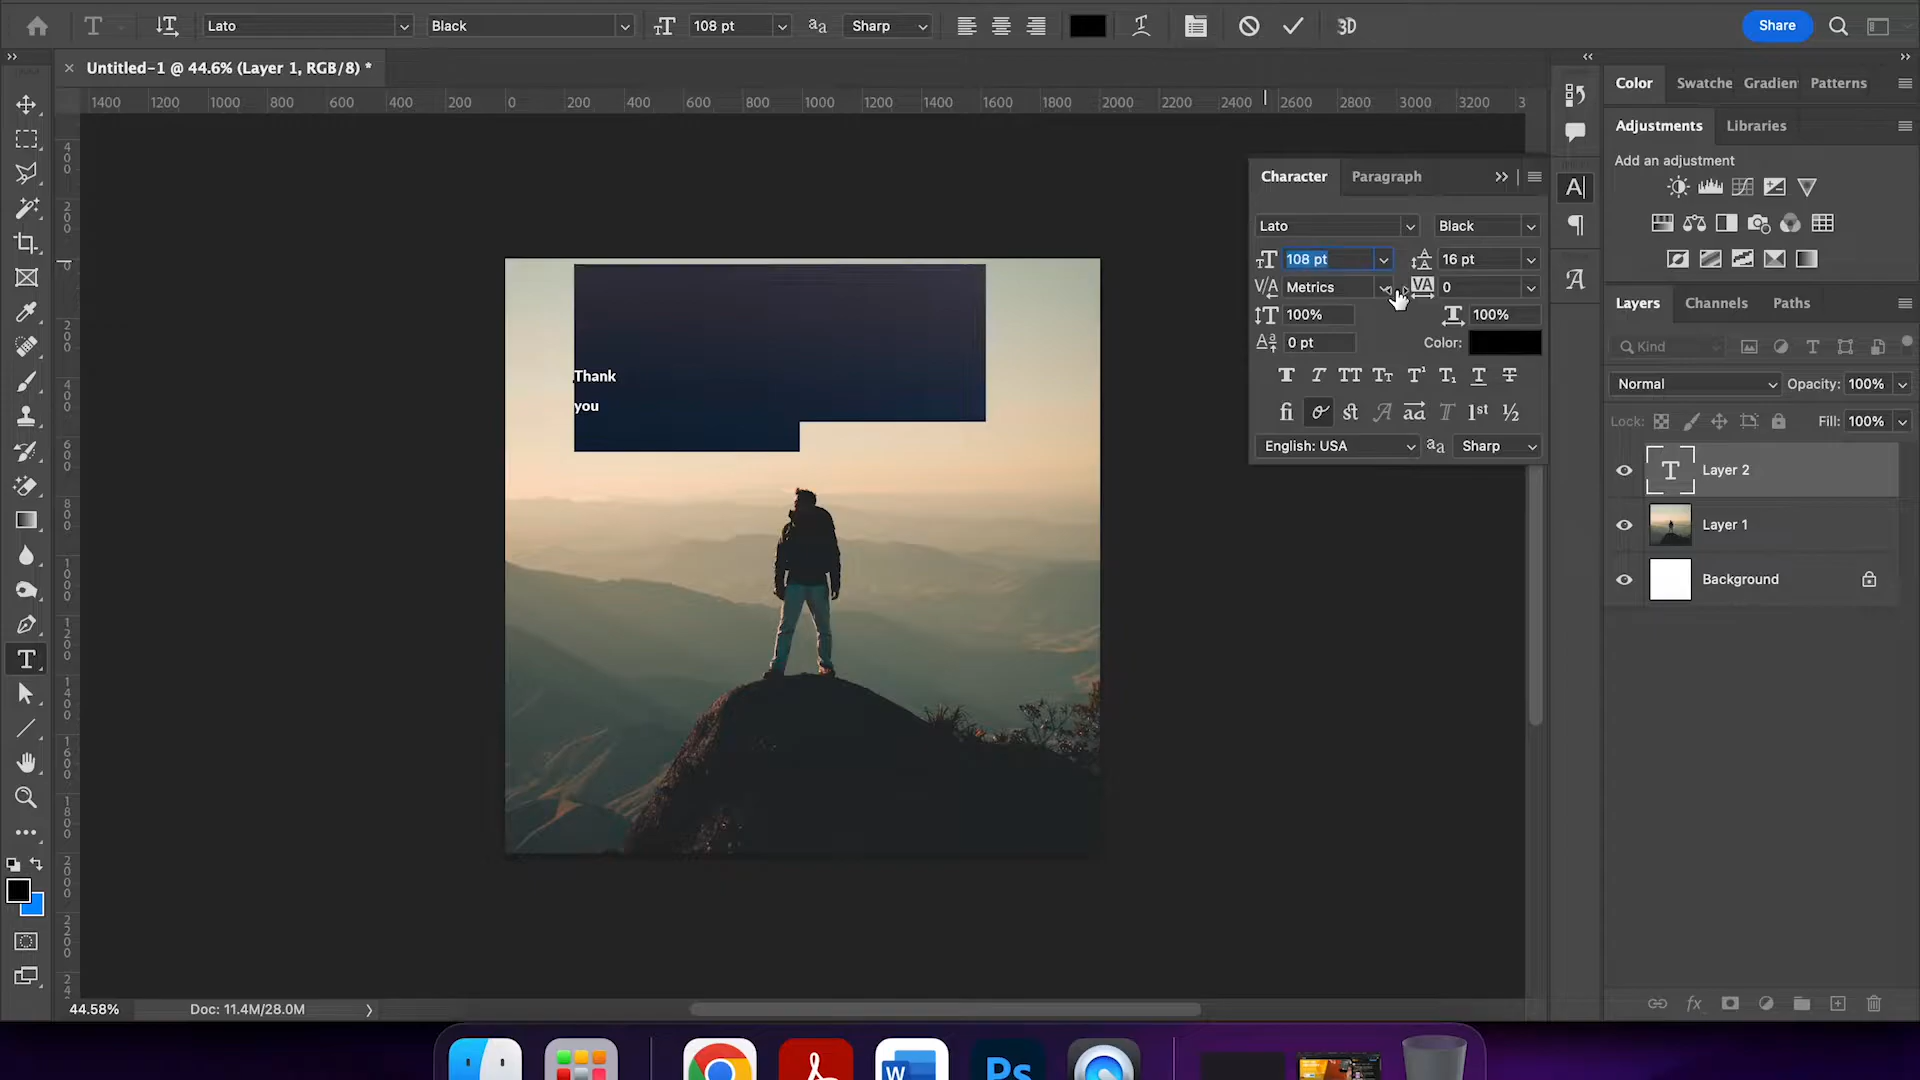 Lato
Black
108 pt
Sharp
3D
Share
Untitled-1 @ 44.6% (Layer 1, RGB/8) *
1400 1200 1000 800 600 400 200 0 200 400 600 800 1000 1200 1400 1600 1800 2000 2200 2400 2600 2800 3000 3200 3
Color
Swatche
Gradien
Patterns
Adjustments
Libraries
Add an adjustment
Character
Paragraph
Lato
Black
108 pt
16 pt
Metrics
0
100%
100%
0 pt
Color:
English: USA
Sharp
Layers
Channels
Paths
Kind
Normal
Opacity: 100%
Lock:
Fill: 100%
Layer 2
Layer 1
Background
Thank
you
44.58%
Doc: 11.4M/28.0M
W
Ps